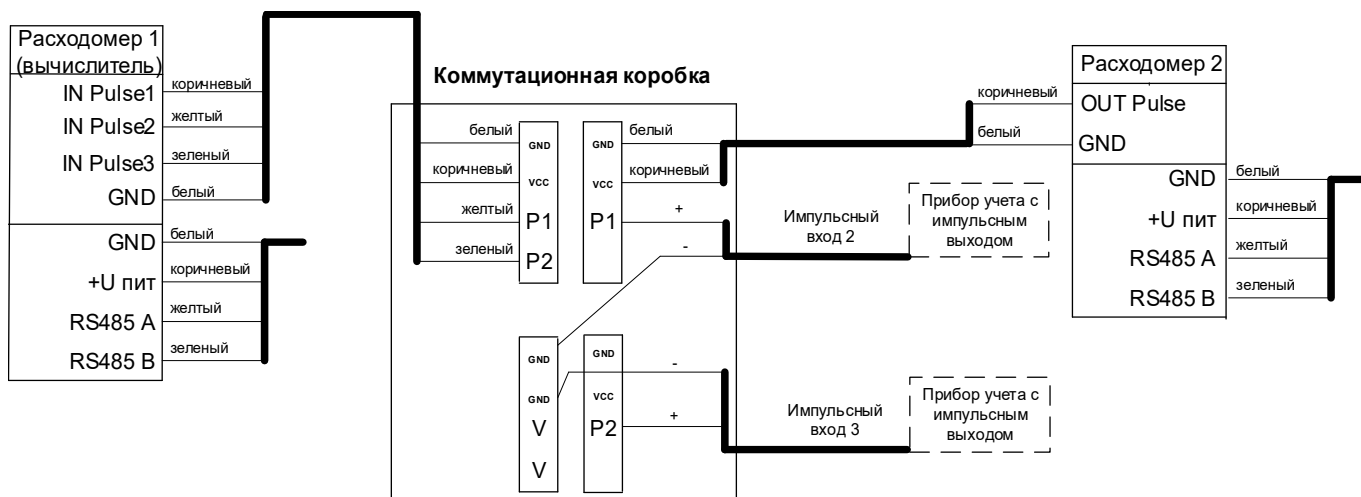 Расходомер 1
(вычислитель)
IN Pulse1
коричневый
IN Pulse2
желтый
IN Pulse3
зеленый
GND
белый
GND
белый
+U пит
коричневый
RS485 A
желтый
RS485 B
зеленый
Коммутационная коробка
белый
GND
коричневый
VCC
желтый
P1
зеленый
P2
GND
белый
VCC
коричневый
P1
+
-
GND
GND
V
V
GND
-
VCC
P2
+
Импульсный
вход 2
Прибор учета с
импульсным
выходом
Импульсный
вход 3
Прибор учета с
импульсным
выходом
Расходомер 2
коричневый
OUT Pulse
белый
GND
GND
белый
+U пит
коричневый
RS485 A
желтый
RS485 B
зеленый